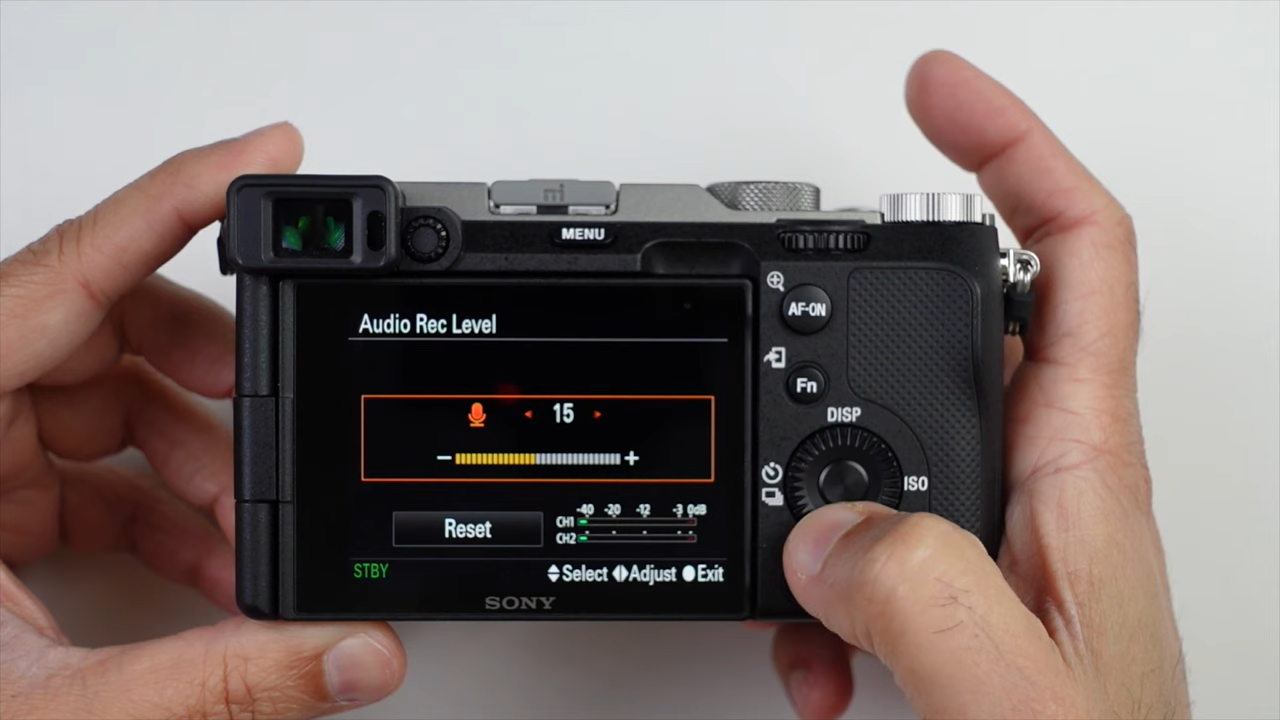 MENU
AF-ON
Fn
DISP
ISO
Audio Rec Level
15
− +
Reset
-40 -20 -12 -3 0dB
CH1
CH2
STBY
Select Adjust Exit
SONY